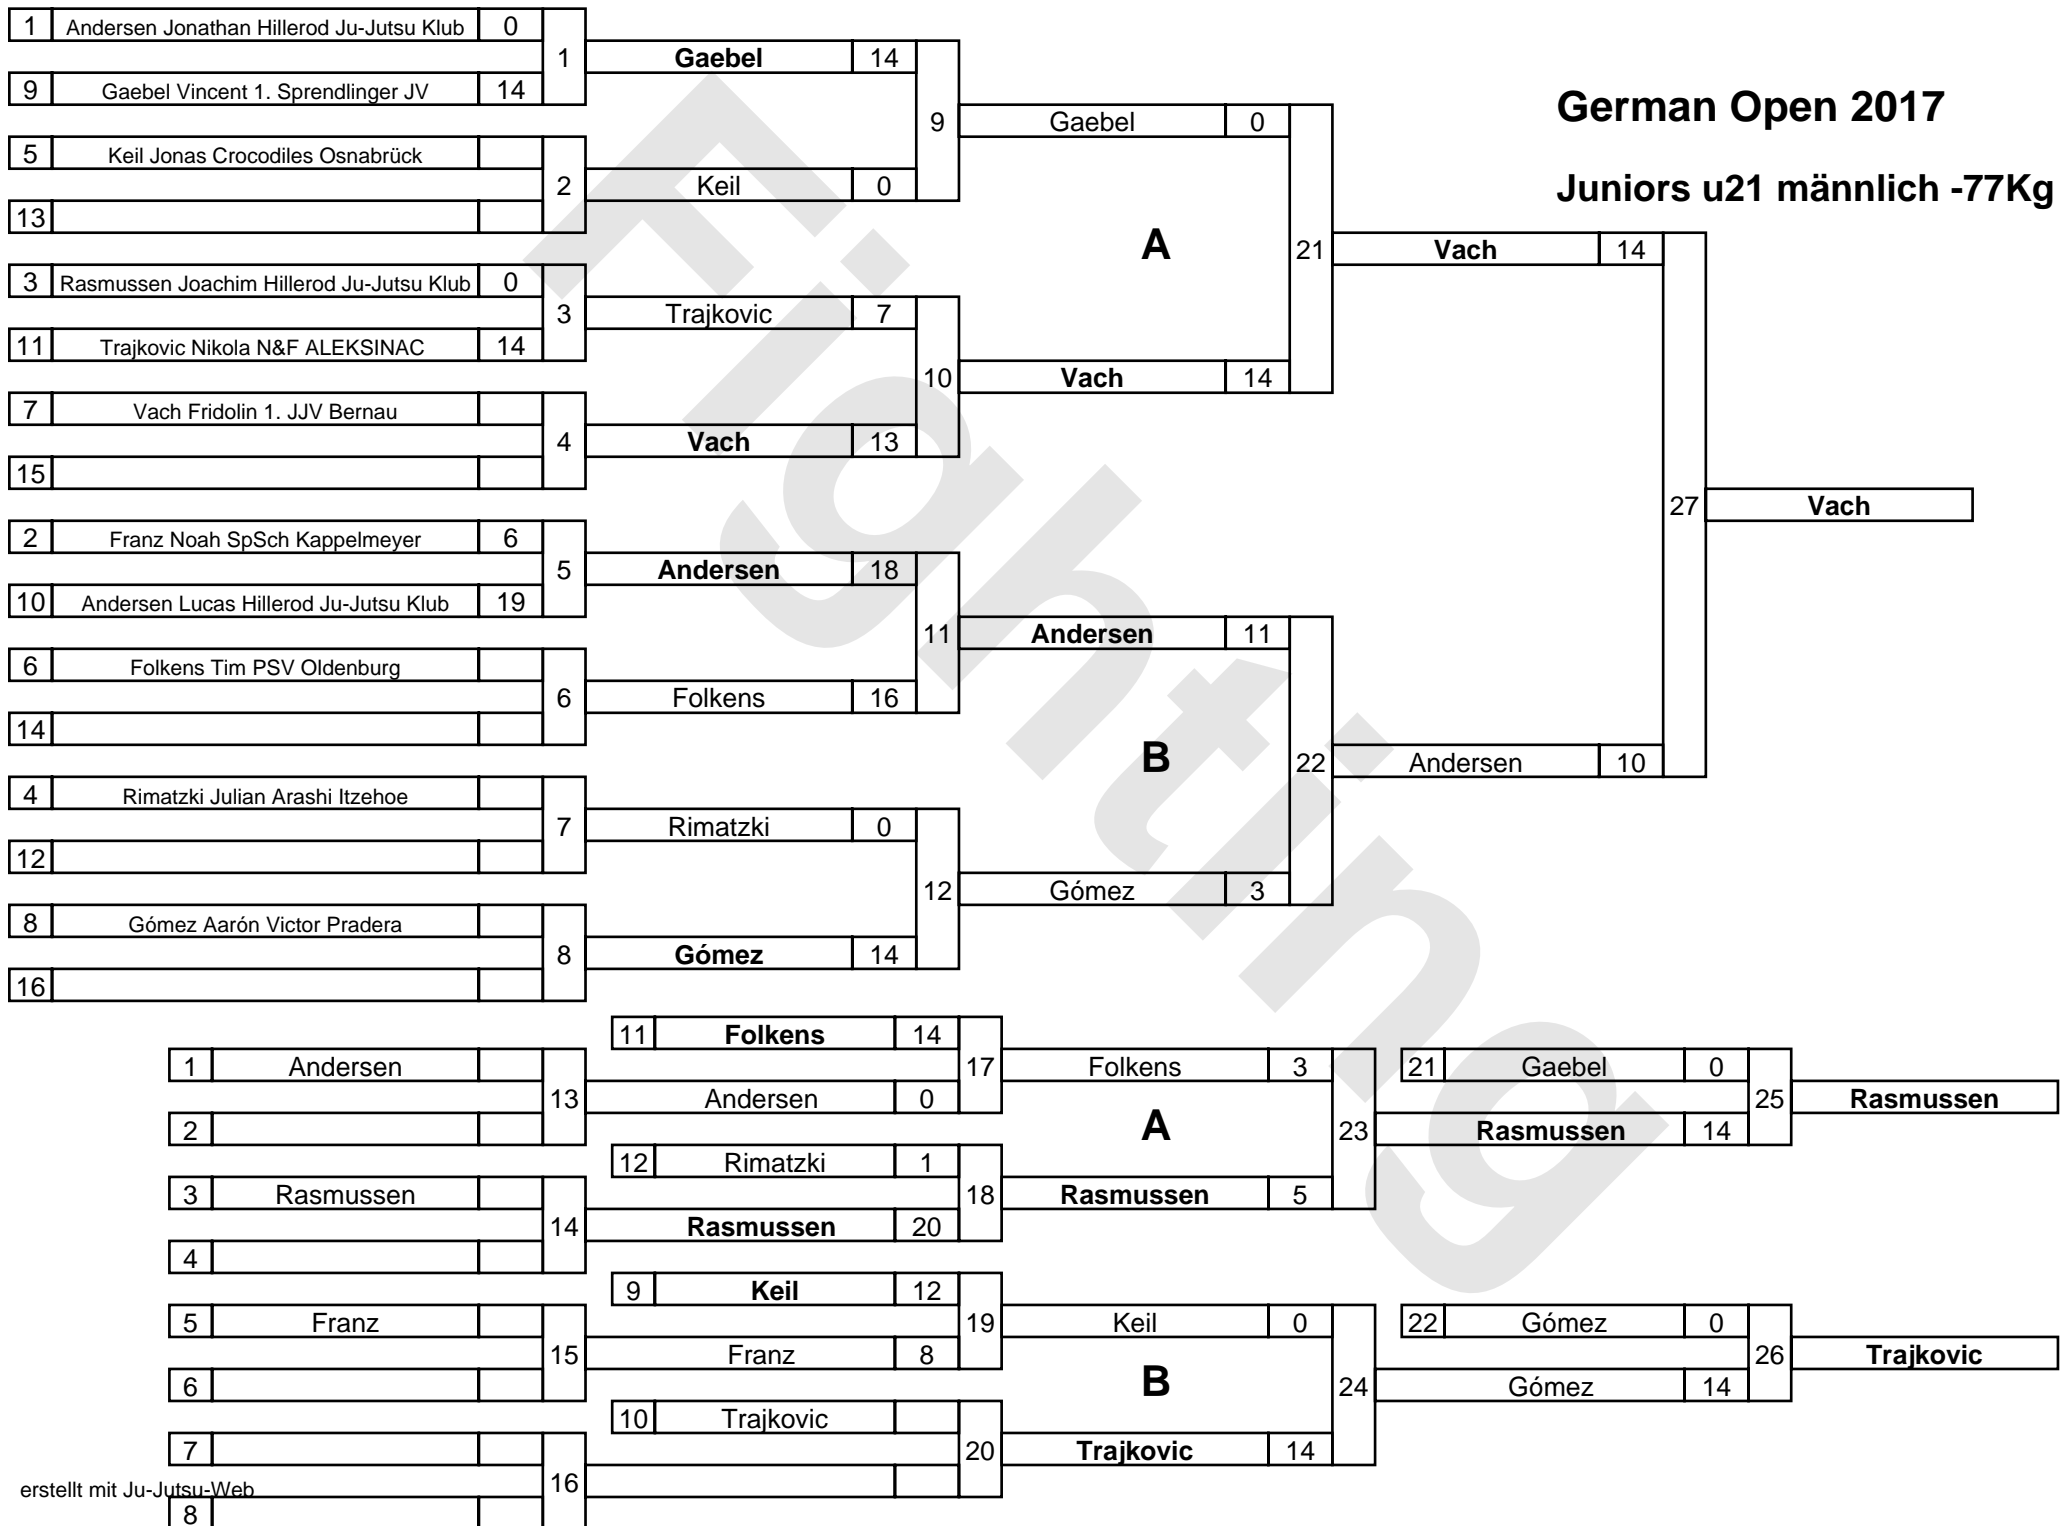 German Open 2017
Juniors u21 männlich -77Kg
Fighting
1 Andersen Jonathan Hillerod Ju-Jutsu Klub 0
1
9 Gaebel Vincent 1. Sprendlinger JV 14
5 Keil Jonas Crocodiles Osnabrück
2
13
3 Rasmussen Joachim Hillerod Ju-Jutsu Klub 0
3
11 Trajkovic Nikola N&F ALEKSINAC 14
7 Vach Fridolin 1. JJV Bernau
4
15
2 Franz Noah SpSch Kappelmeyer 6
5
10 Andersen Lucas Hillerod Ju-Jutsu Klub 19
6 Folkens Tim PSV Oldenburg
6
14
4 Rimatzki Julian Arashi Itzehoe
7
12
8 Gómez Aarón Victor Pradera
8
16
Gaebel 14
9
Keil 0
Trajkovic 7
10
Vach 13
Andersen 18
11
Folkens 16
Rimatzki 0
12
Gómez 14
Gaebel 0
A
21
Vach 14
Andersen 11
B
22
Gómez 3
Vach 14
27
Andersen 10
Vach
1 Andersen
13
2
3 Rasmussen
14
4
5 Franz
15
6
7
16
8
11 Folkens 14
17
Andersen 0
12 Rimatzki 1
18
Rasmussen 20
9 Keil 12
19
Franz 8
10 Trajkovic
20
Folkens 3
A
23
Rasmussen 5
Keil 0
B
24
Trajkovic 14
21 Gaebel 0
25
Rasmussen 14
Rasmussen
22 Gómez 0
26
Gómez 14
Trajkovic
erstellt mit Ju-Jutsu-Web